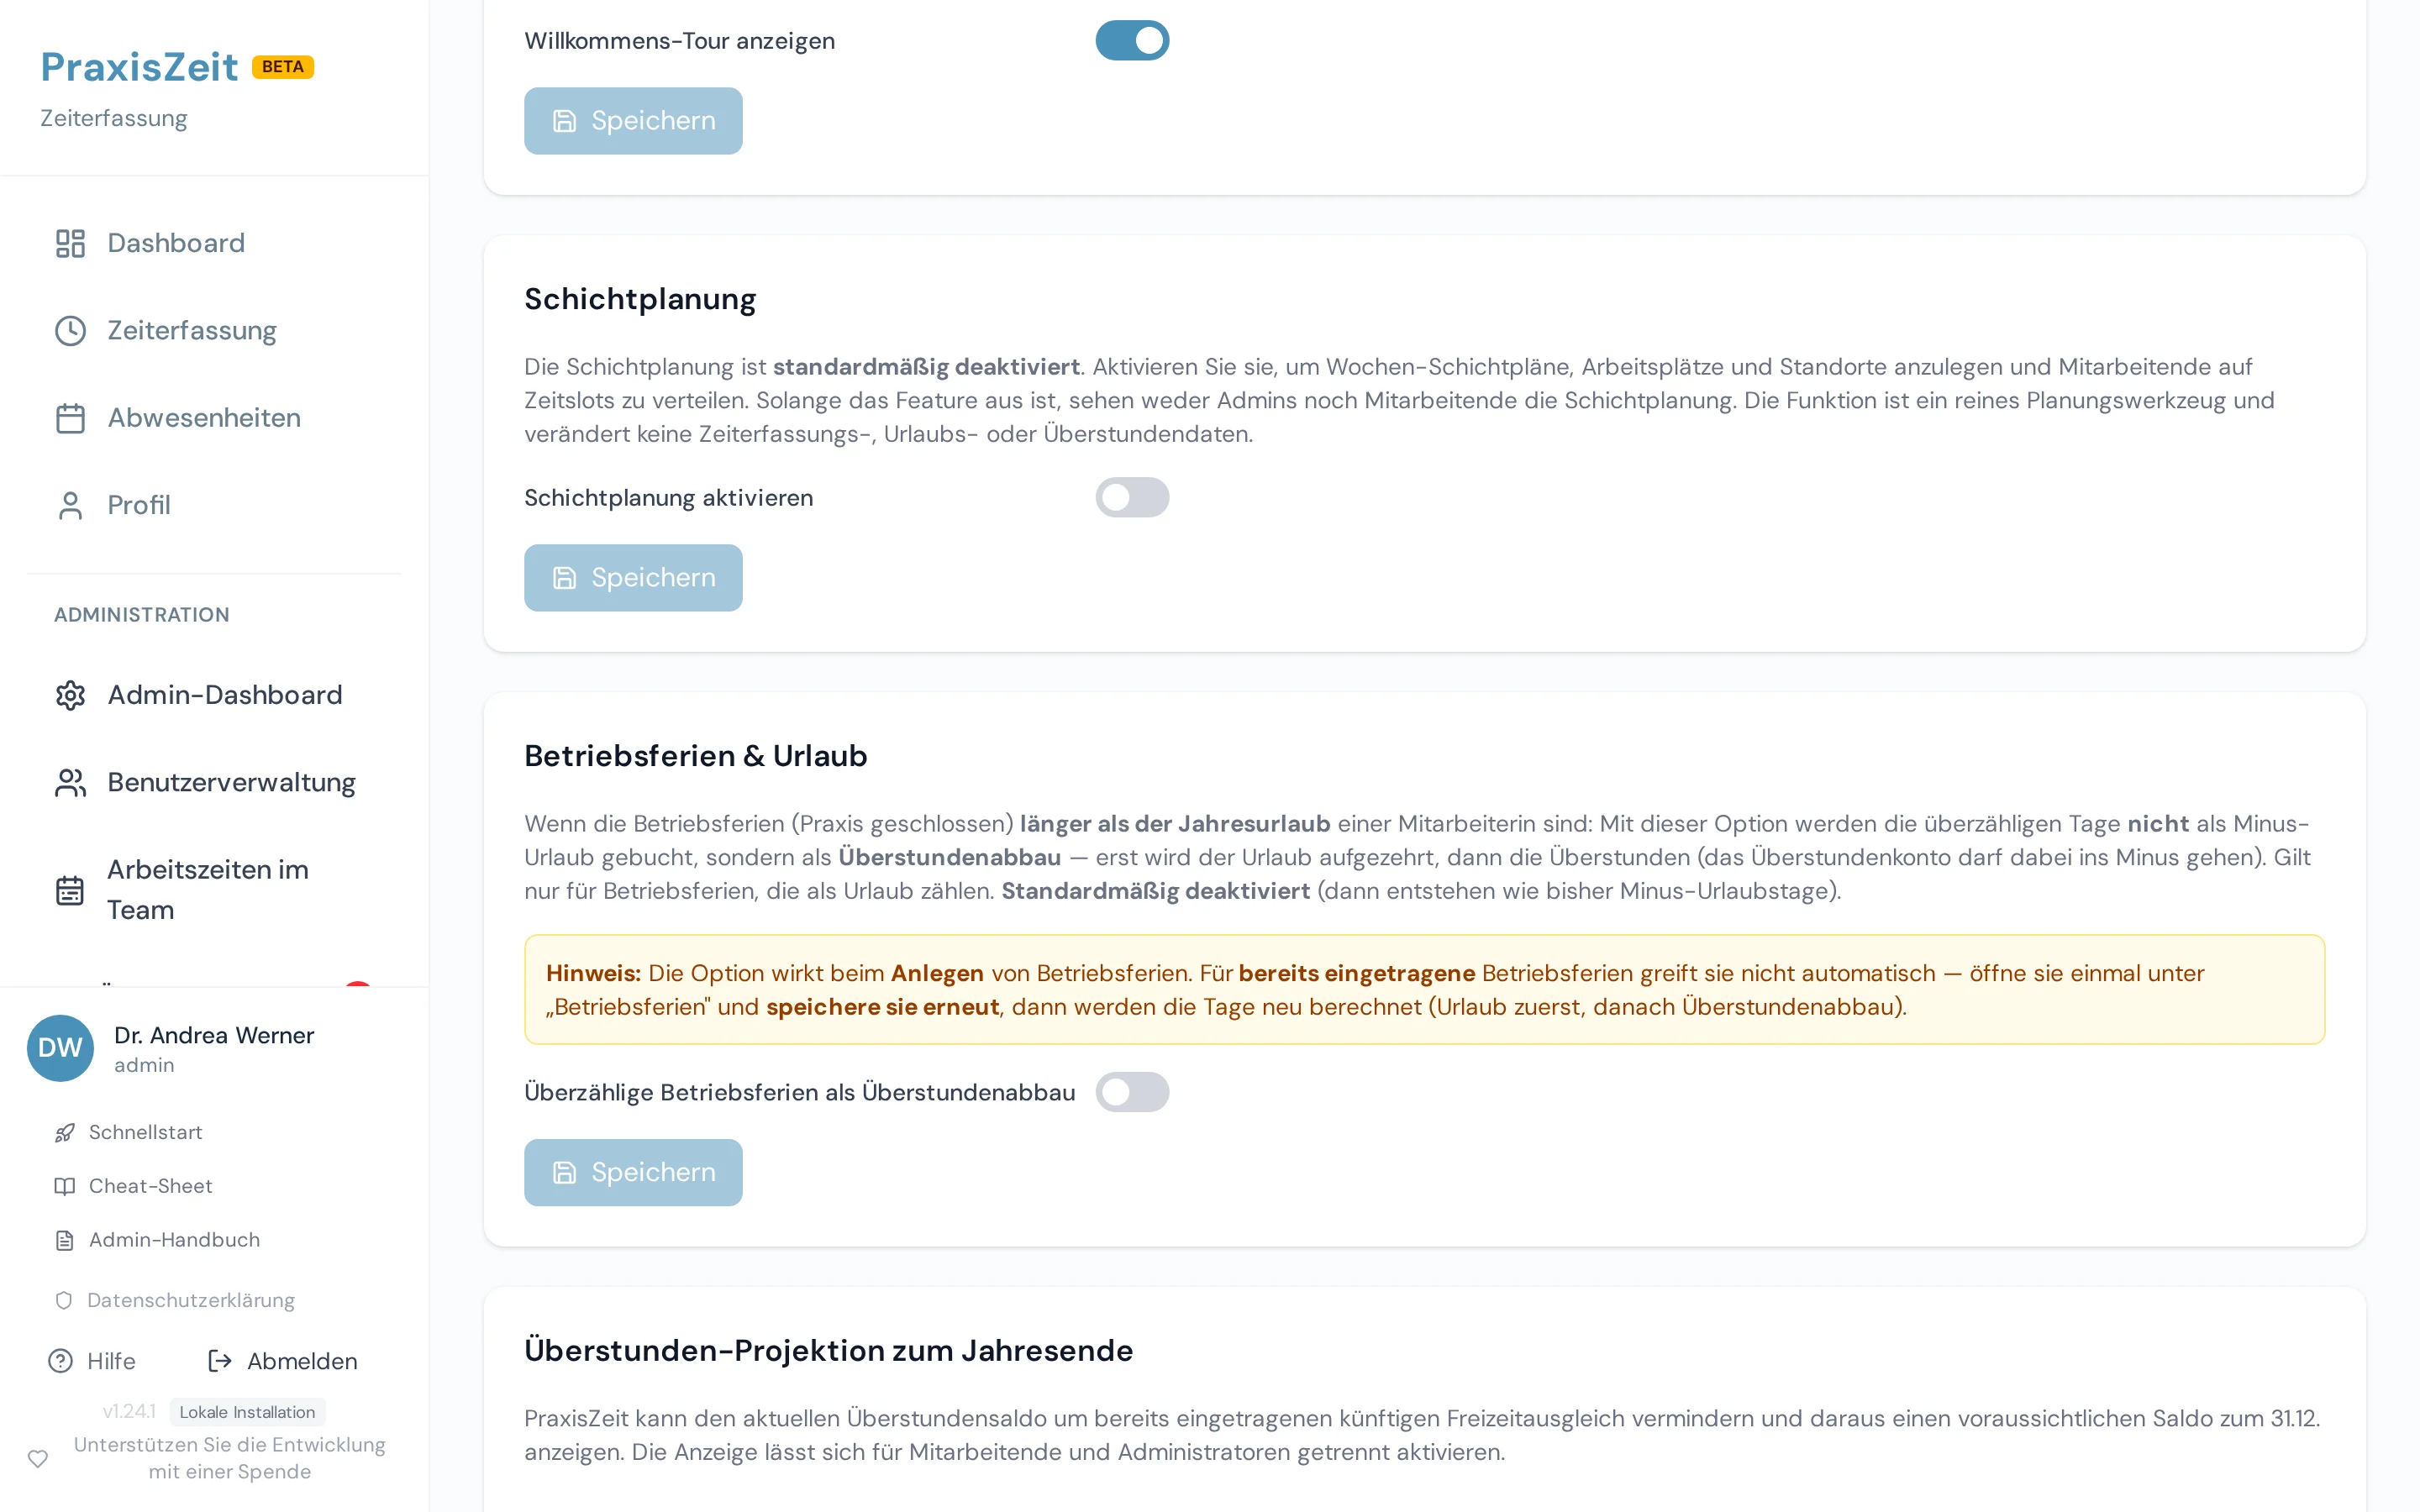 PraxisZeit BETA
Zeiterfassung
Dashboard
Zeiterfassung
Abwesenheiten
Profil
ADMINISTRATION
Admin-Dashboard
Benutzerverwaltung
Arbeitszeiten im
Team
Dr. Andrea Werner
DW
admin
Schnellstart
Cheat-Sheet
Admin-Handbuch
Datenschutzerklärung
Hilfe
Abmelden
v1.24.1 Lokale Installation
Unterstützen Sie die Entwicklung
mit einer Spende
Willkommens-Tour anzeigen
Speichern
Schichtplanung
Die Schichtplanung ist standardmäßig deaktiviert. Aktivieren Sie sie, um Wochen-Schichtpläne, Arbeitsplätze und Standorte anzulegen und Mitarbeitende auf
Zeitslots zu verteilen. Solange das Feature aus ist, sehen weder Admins noch Mitarbeitende die Schichtplanung. Die Funktion ist ein reines Planungswerkzeug und
verändert keine Zeiterfassungs-, Urlaubs- oder Überstundendaten.
Schichtplanung aktivieren
Speichern
Betriebsferien & Urlaub
Wenn die Betriebsferien (Praxis geschlossen) länger als der Jahresurlaub einer Mitarbeiterin sind: Mit dieser Option werden die überzähligen Tage nicht als Minus-
Urlaub gebucht, sondern als Überstundenabbau — erst wird der Urlaub aufgezehrt, dann die Überstunden (das Überstundenkonto darf dabei ins Minus gehen). Gilt
nur für Betriebsferien, die als Urlaub zählen. Standardmäßig deaktiviert (dann entstehen wie bisher Minus-Urlaubstage).
Hinweis: Die Option wirkt beim Anlegen von Betriebsferien. Für bereits eingetragene Betriebsferien greift sie nicht automatisch — öffne sie einmal unter
„Betriebsferien" und speichere sie erneut, dann werden die Tage neu berechnet (Urlaub zuerst, danach Überstundenabbau).
Überzählige Betriebsferien als Überstundenabbau
Speichern
Überstunden-Projektion zum Jahresende
PraxisZeit kann den aktuellen Überstundensaldo um bereits eingetragenen künftigen Freizeitausgleich vermindern und daraus einen voraussichtlichen Saldo zum 31.12.
anzeigen. Die Anzeige lässt sich für Mitarbeitende und Administratoren getrennt aktivieren.